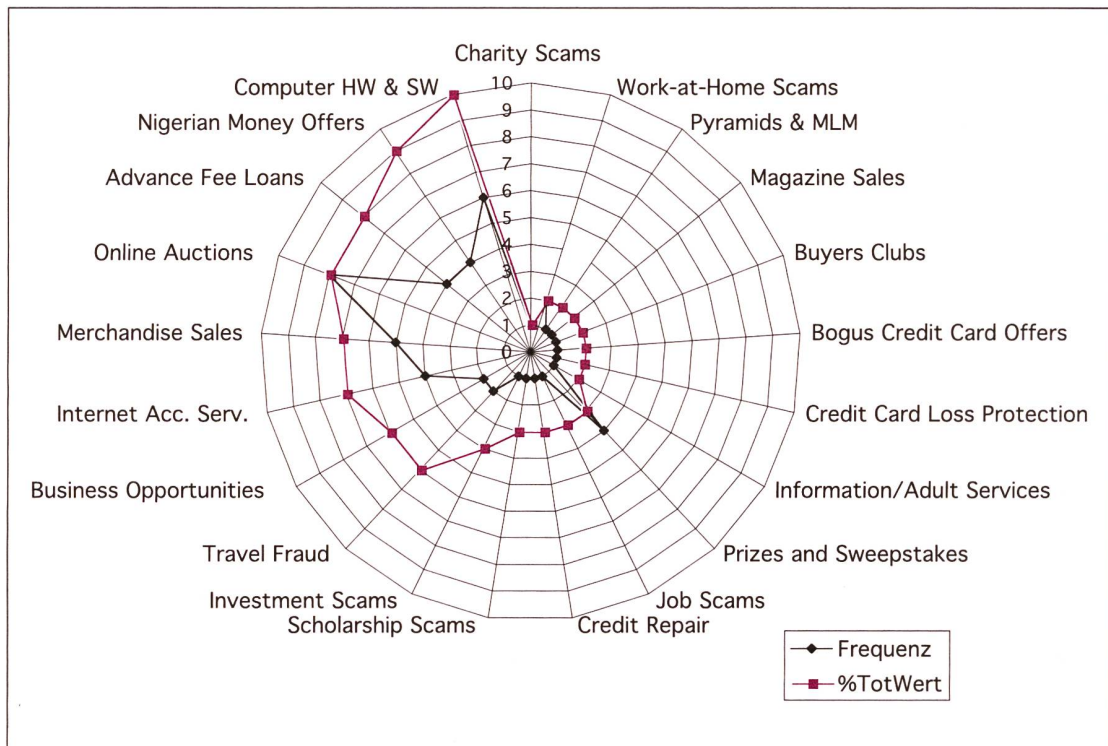 Charity Scams
Computer HW & SW
Work-at-Home Scams
Nigerian Money Offers
Pyramids & MLM
Advance Fee Loans
Magazine Sales
Online Auctions
Buyers Clubs
Merchandise Sales
Bogus Credit Card Offers
Internet Acc. Serv.
Credit Card Loss Protection
Business Opportunities
Information/Adult Services
Travel Fraud
Prizes and Sweepstakes
Investment Scams
Job Scams
Scholarship Scams
Credit Repair
10
9
8
7
6
5
4
3
2
1
0
Frequenz
%TotWert